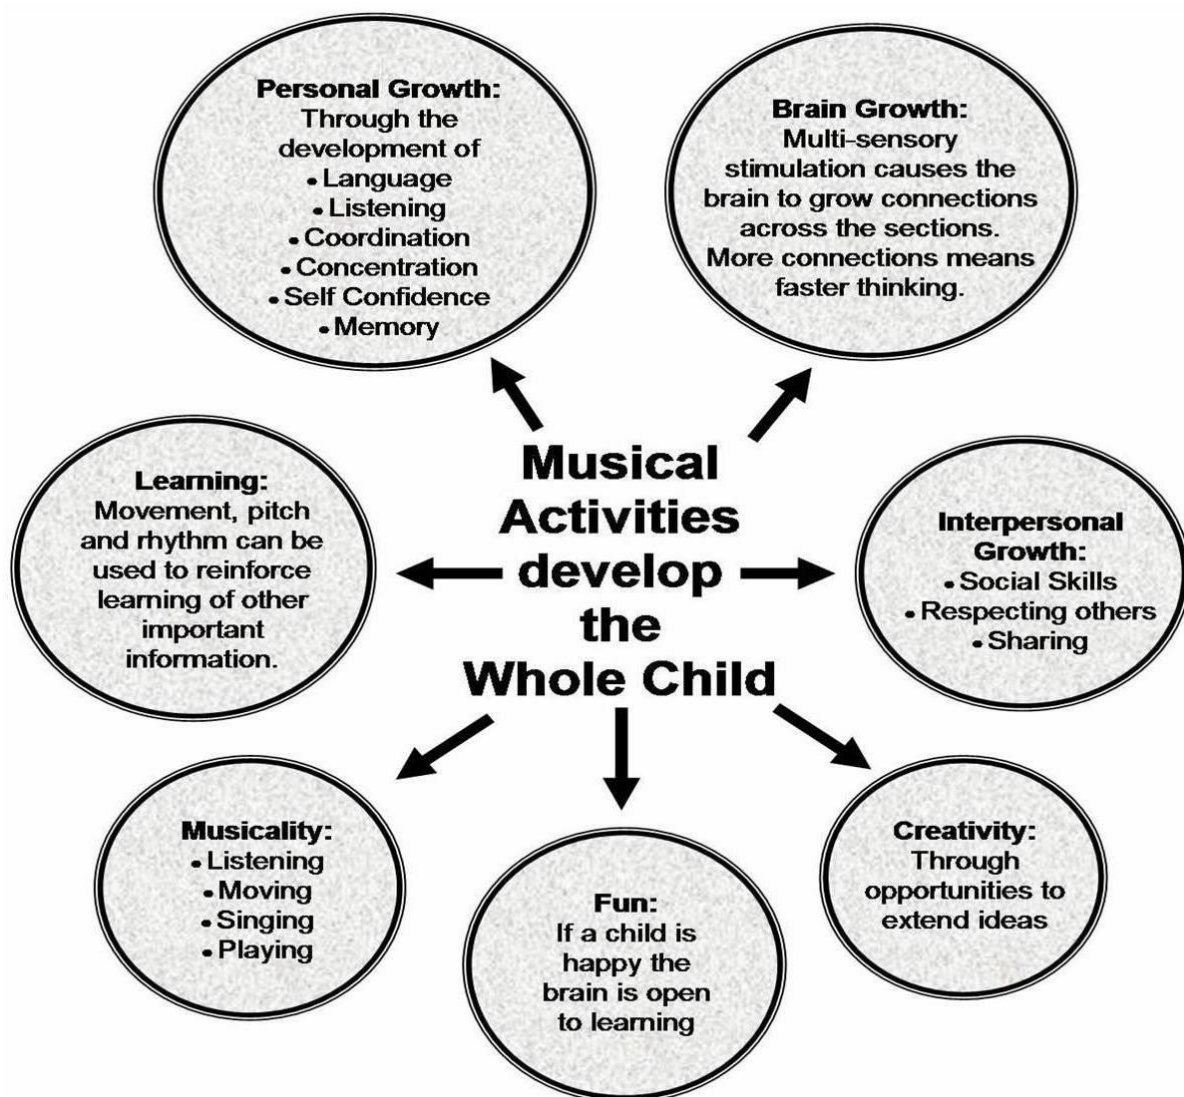 Personal Growth:
Through the
development of
• Language
• Listening
• Coordination
• Concentration
• Self Confidence
• Memory
Brain Growth:
Multi-sensory
stimulation causes the
brain to grow connections
across the sections.
More connections means
faster thinking.
Musical
Activities
develop
the
Whole Child
Learning:
Movement, pitch
and rhythm can be
used to reinforce
learning of other
important
information.
Interpersonal
Growth:
• Social Skills
• Respecting others
• Sharing
Musicality:
• Listening
• Moving
• Singing
• Playing
Fun:
If a child is
happy the
brain is open
to learning
Creativity:
Through
opportunities to
extend ideas